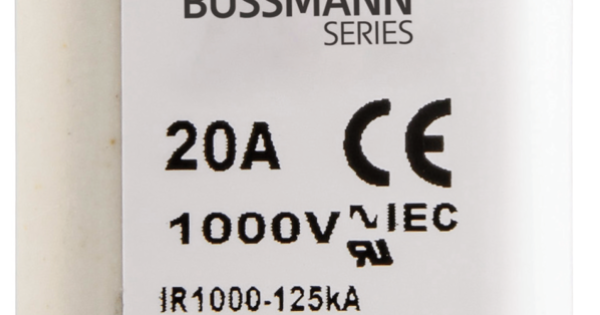 BUSSMANN
SERIES
20A CE
1000V IEC
IR1000-125kA